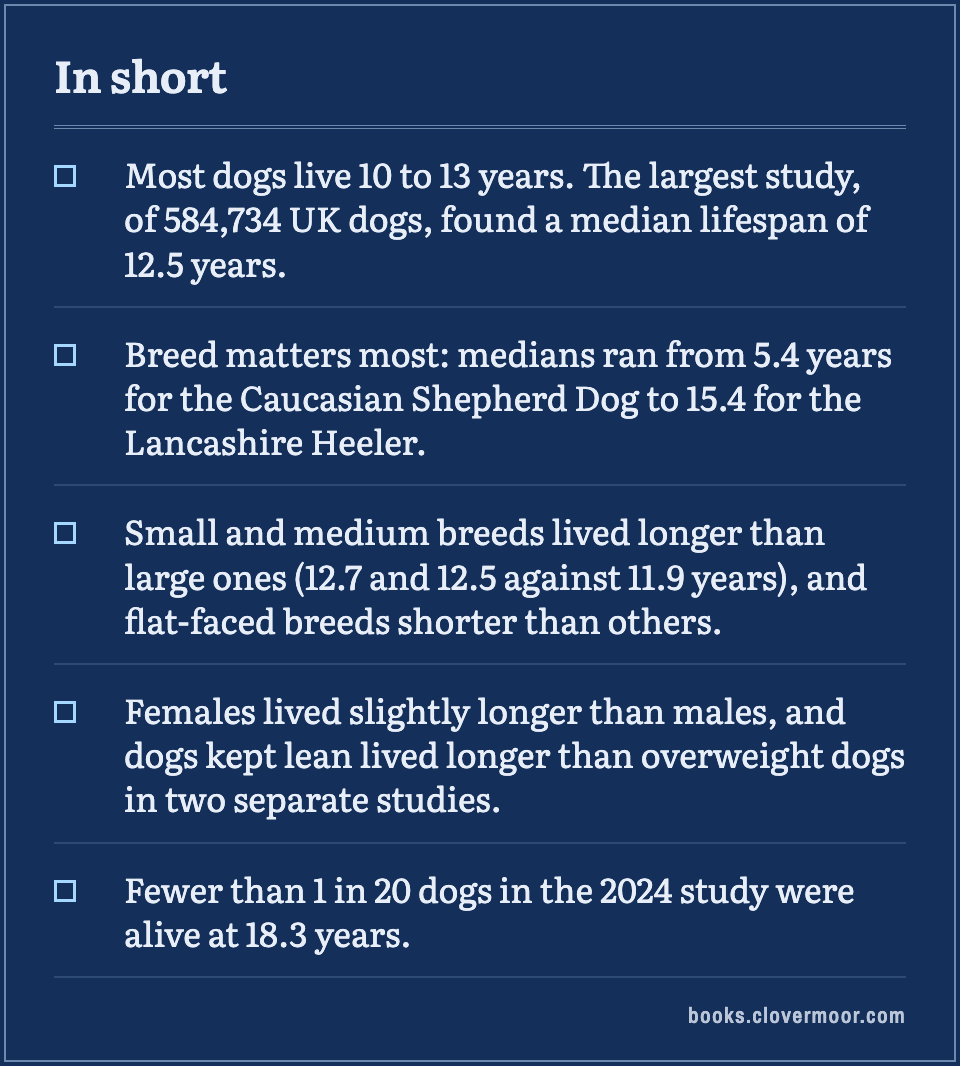 In short
Most dogs live 10 to 13 years. The largest study,
of 584,734 UK dogs, found a median lifespan of
12.5 years.
Breed matters most: medians ran from 5.4 years
for the Caucasian Shepherd Dog to 15.4 for the
Lancashire Heeler.
Small and medium breeds lived longer than
large ones (12.7 and 12.5 against 11.9 years), and
flat-faced breeds shorter than others.
Females lived slightly longer than males, and
dogs kept lean lived longer than overweight dogs
in two separate studies.
Fewer than 1 in 20 dogs in the 2024 study were
alive at 18.3 years.
books.clovermoor.com